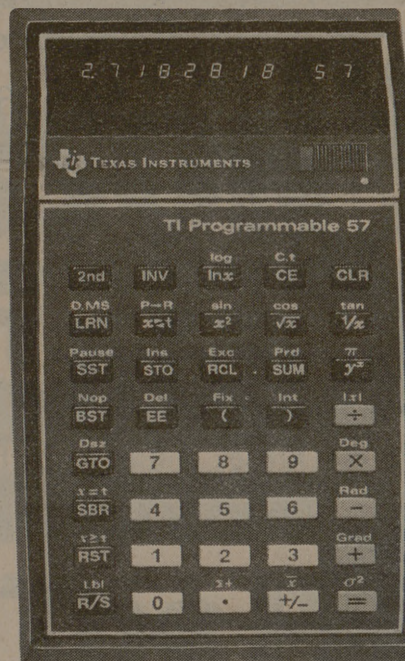 2.7182818 57
TEXAS INSTRUMENTS
TI Programmable 57
log C.t
2nd INV lnx CE CLR
D.MS P→R sin cos tan
LRN x⇄t x² √x 1/x
Pause Ins Exc Prd π
SST STO RCL SUM yˣ
Nop Del Fix Int |x|
BST EE ( ) ÷
Dsz Deg
GTO 7 8 9 X
x=t Rad
SBR 4 5 6 −
x≥t Grad
RST 1 2 3 +
Lbl Σ+ x̄ σ²
R/S 0 . +/− =